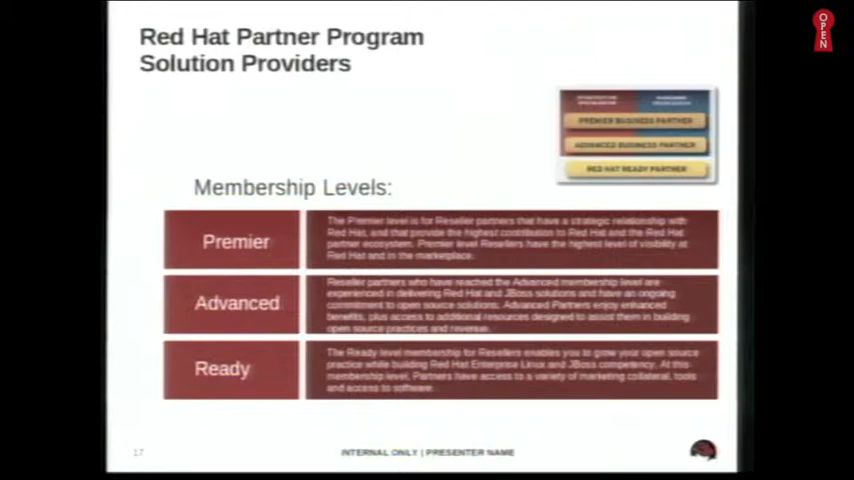 Red Hat Partner Program
Solution Providers
OPEN
PREMIER BUSINESS PARTNER
ADVANCED BUSINESS PARTNER
RED HAT READY PARTNER
Membership Levels:
Premier
The Premier level is for Reseller partners that have a strategic relationship with
Red Hat, and that provide the highest contribution to Red Hat and the Red Hat
partner ecosystem. Premier level Resellers have the highest level of visibility at
Red Hat and in the marketplace.
Advanced
Reseller partners who have reached the Advanced membership level are
experienced in delivering Red Hat and JBoss solutions and have an ongoing
commitment to open source solutions. Advanced Partners enjoy enhanced
benefits, plus access to additional resources designed to assist them in building
open source practices and revenue.
Ready
The Ready level membership for Resellers enables you to grow your open source
practice while building Red Hat Enterprise Linux and JBoss competency. At this
membership level, Partners have access to a variety of marketing collateral, tools
and access to software.
17
INTERNAL ONLY | PRESENTER NAME